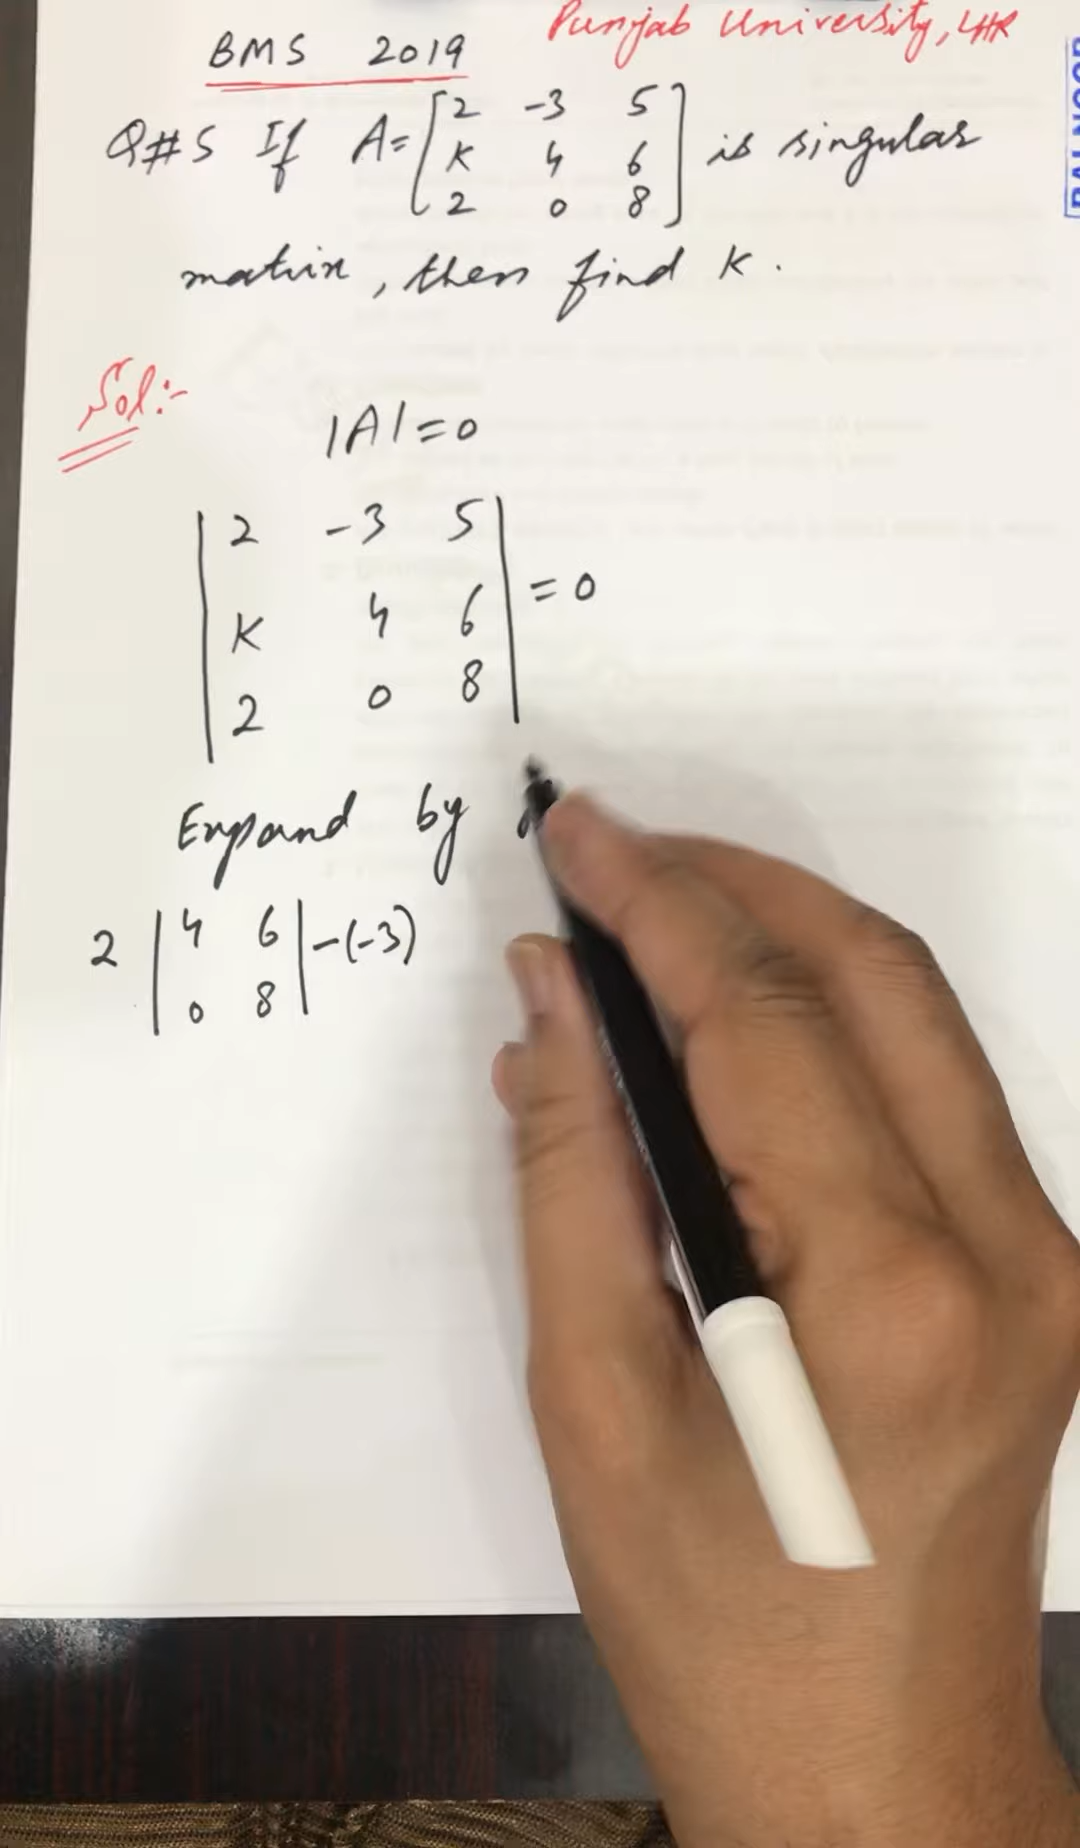 Punjab University, LHR
BMS 2019
Q#5 If A= [2 -3 5
K 4 6
2 0 8] is singular
matrix, then find K.
Sol:-
|A|=0
|2 -3 5|
|K 4 6| = 0
|2 0 8|
Expand by
2 |4 6| -(-3)
|0 8|